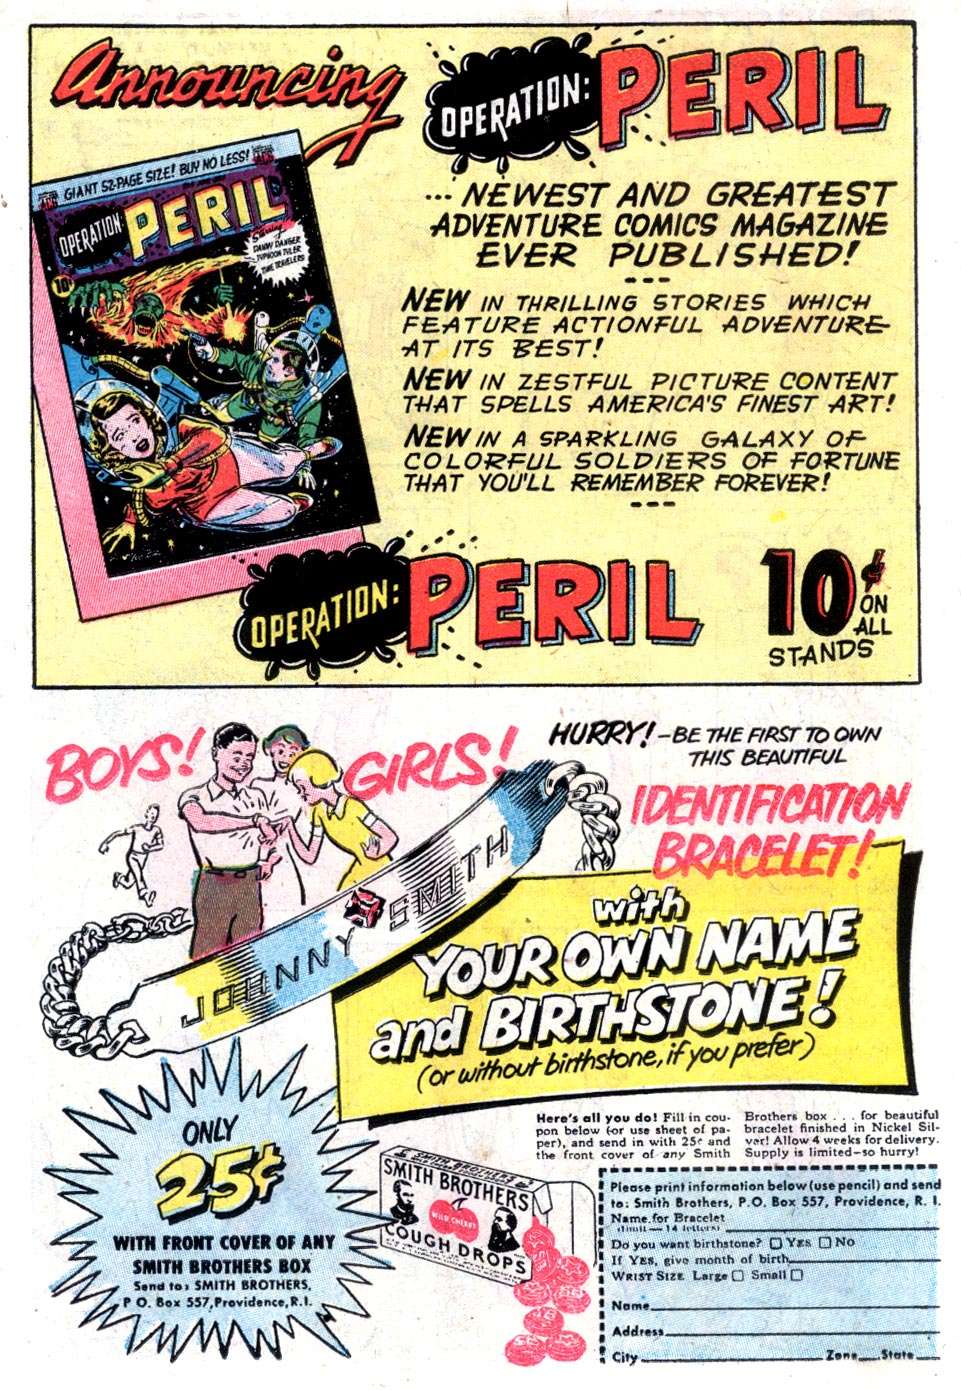 Announcing
OPERATION: PERIL
GIANT 52-PAGE SIZE! BUY NO LESS!
OPERATION: PERIL
Starring
DANNY DANGER
TYPHOON TYLER
TIME TRAVELERS
10¢
...NEWEST AND GREATEST
ADVENTURE COMICS MAGAZINE
EVER PUBLISHED!
NEW IN THRILLING STORIES WHICH
FEATURE ACTIONFUL ADVENTURE
AT ITS BEST!
NEW IN ZESTFUL PICTURE CONTENT
THAT SPELLS AMERICA'S FINEST ART!
NEW IN A SPARKLING GALAXY OF
COLORFUL SOLDIERS OF FORTUNE
THAT YOU'LL REMEMBER FOREVER!
OPERATION: PERIL
10¢ ON
ALL
STANDS
BOYS! GIRLS!
HURRY! - BE THE FIRST TO OWN
THIS BEAUTIFUL
IDENTIFICATION
BRACELET!
JOHNNY SMITH
with
YOUR OWN NAME
and BIRTHSTONE!
(or without birthstone, if you prefer)
ONLY
25¢
WITH FRONT COVER OF ANY
SMITH BROTHERS BOX
Send to: SMITH BROTHERS,
P.O. Box 557, Providence, R.I.
SMITH BROTHERS
SMITH BROTHERS
WILD CHERRY
COUGH DROPS
Here's all you do! Fill in cou-
pon below (or use sheet of pa-
per), and send in with 25¢ and
the front cover of any Smith
Brothers box . . . for beautiful
bracelet finished in Nickel Sil-
ver! Allow 4 weeks for delivery.
Supply is limited—so hurry!
Please print information below (use pencil) and send
to: Smith Brothers, P.O. Box 557, Providence, R. I.
Name for Bracelet
(limit — 14 letters)
Do you want birthstone? YES NO
If YES, give month of birth
WRIST SIZE Large Small
Name
Address
City Zone State